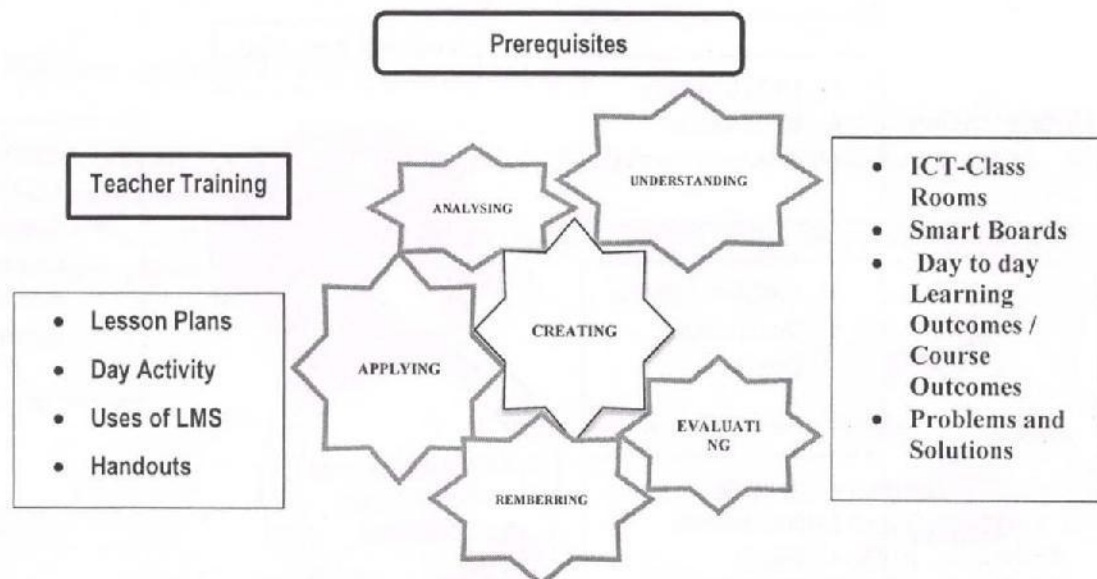 Prerequisites
Teacher Training
• Lesson Plans
• Day Activity
• Uses of LMS
• Handouts
ANALYSING
UNDERSTANDING
APPLYING
CREATING
EVALUATI
NG
REMBERRING
• ICT-Class
Rooms
• Smart Boards
• Day to day
Learning
Outcomes /
Course
Outcomes
• Problems and
Solutions